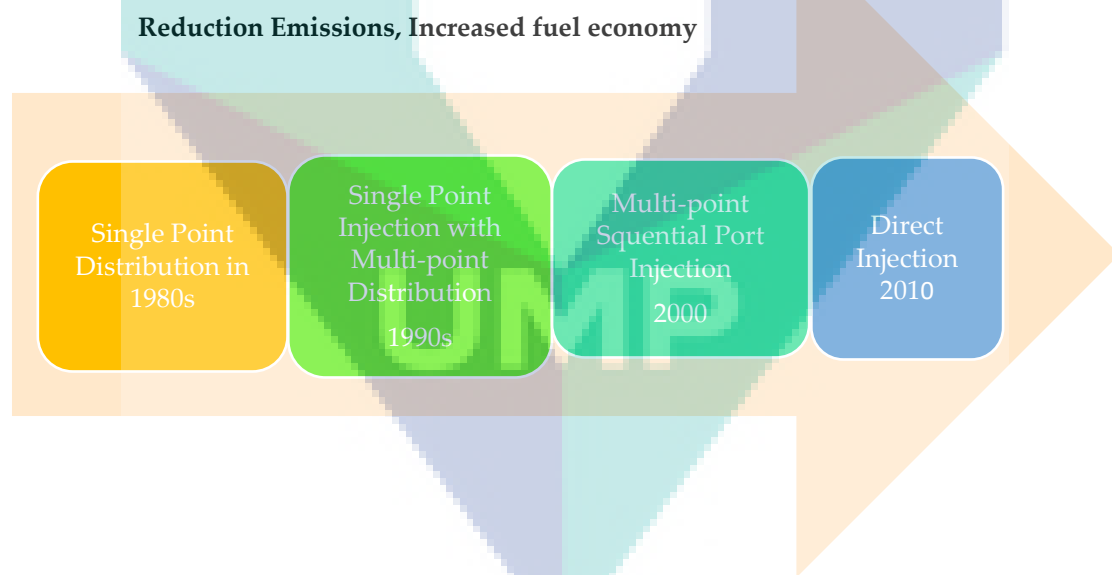 Reduction Emissions, Increased fuel economy
Single Point
Distribution in
1980s
Single Point
Injection with
Multi-point
Distribution
1990s
Multi-point
Squential Port
Injection
2000
Direct
Injection
2010
UMP